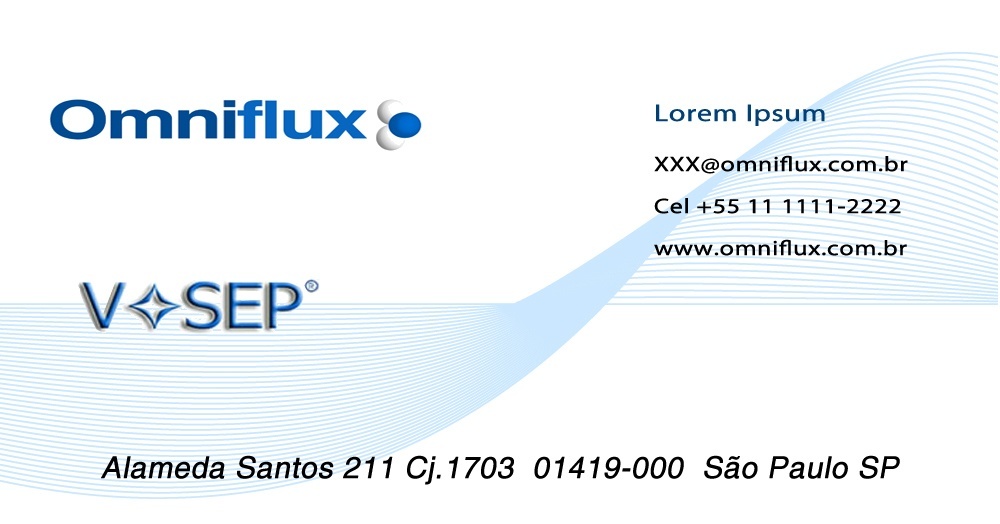 Omniflux
Lorem Ipsum
XXX@omniflux.com.br
Cel +55 11 1111-2222
www.omniflux.com.br
V✧SEP®
Alameda Santos 211 Cj.1703 01419-000 São Paulo SP